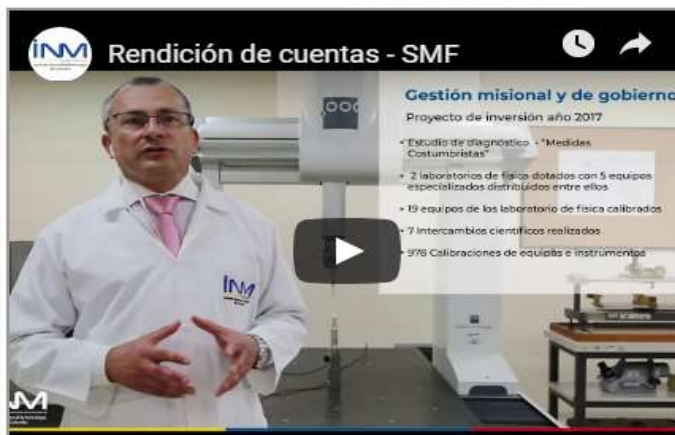 INM
Rendición de cuentas - SMF
Gestión misional y de gobierno
Proyecto de inversión año 2017
• Estudio de diagnóstico - "Medidas
Costumbristas"
• 2 laboratorios de física dotados con 5 equipos
especializados distribuidos entre ellos
• 19 equipos de los laboratorio de física calibrados
• 7 Intercambios científicos realizados
• 978 Calibraciones de equipos e instrumentos
INM
NM